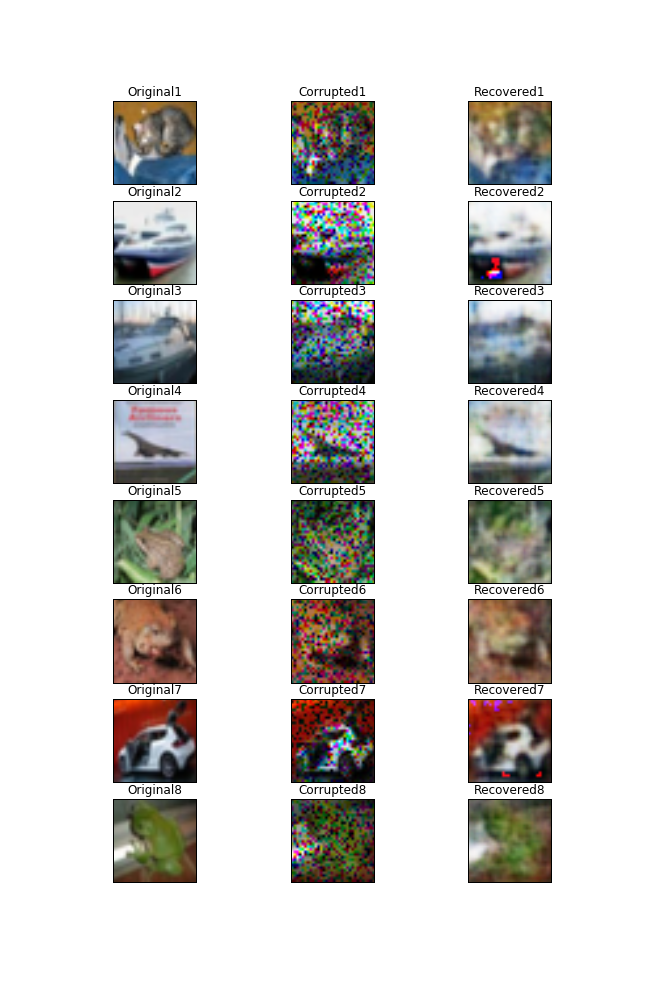 Original1 Corrupted1 Recovered1
Original2 Corrupted2 Recovered2
Original3 Corrupted3 Recovered3
Original4 Corrupted4 Recovered4
Original5 Corrupted5 Recovered5
Original6 Corrupted6 Recovered6
Original7 Corrupted7 Recovered7
Original8 Corrupted8 Recovered8